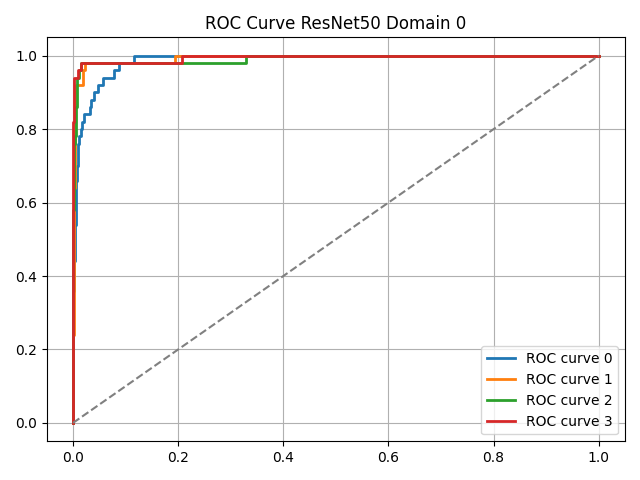 ROC Curve ResNet50 Domain 0
1.0
0.8
0.6
0.4
0.2
0.0
0.0 0.2 0.4 0.6 0.8 1.0
ROC curve 0
ROC curve 1
ROC curve 2
ROC curve 3